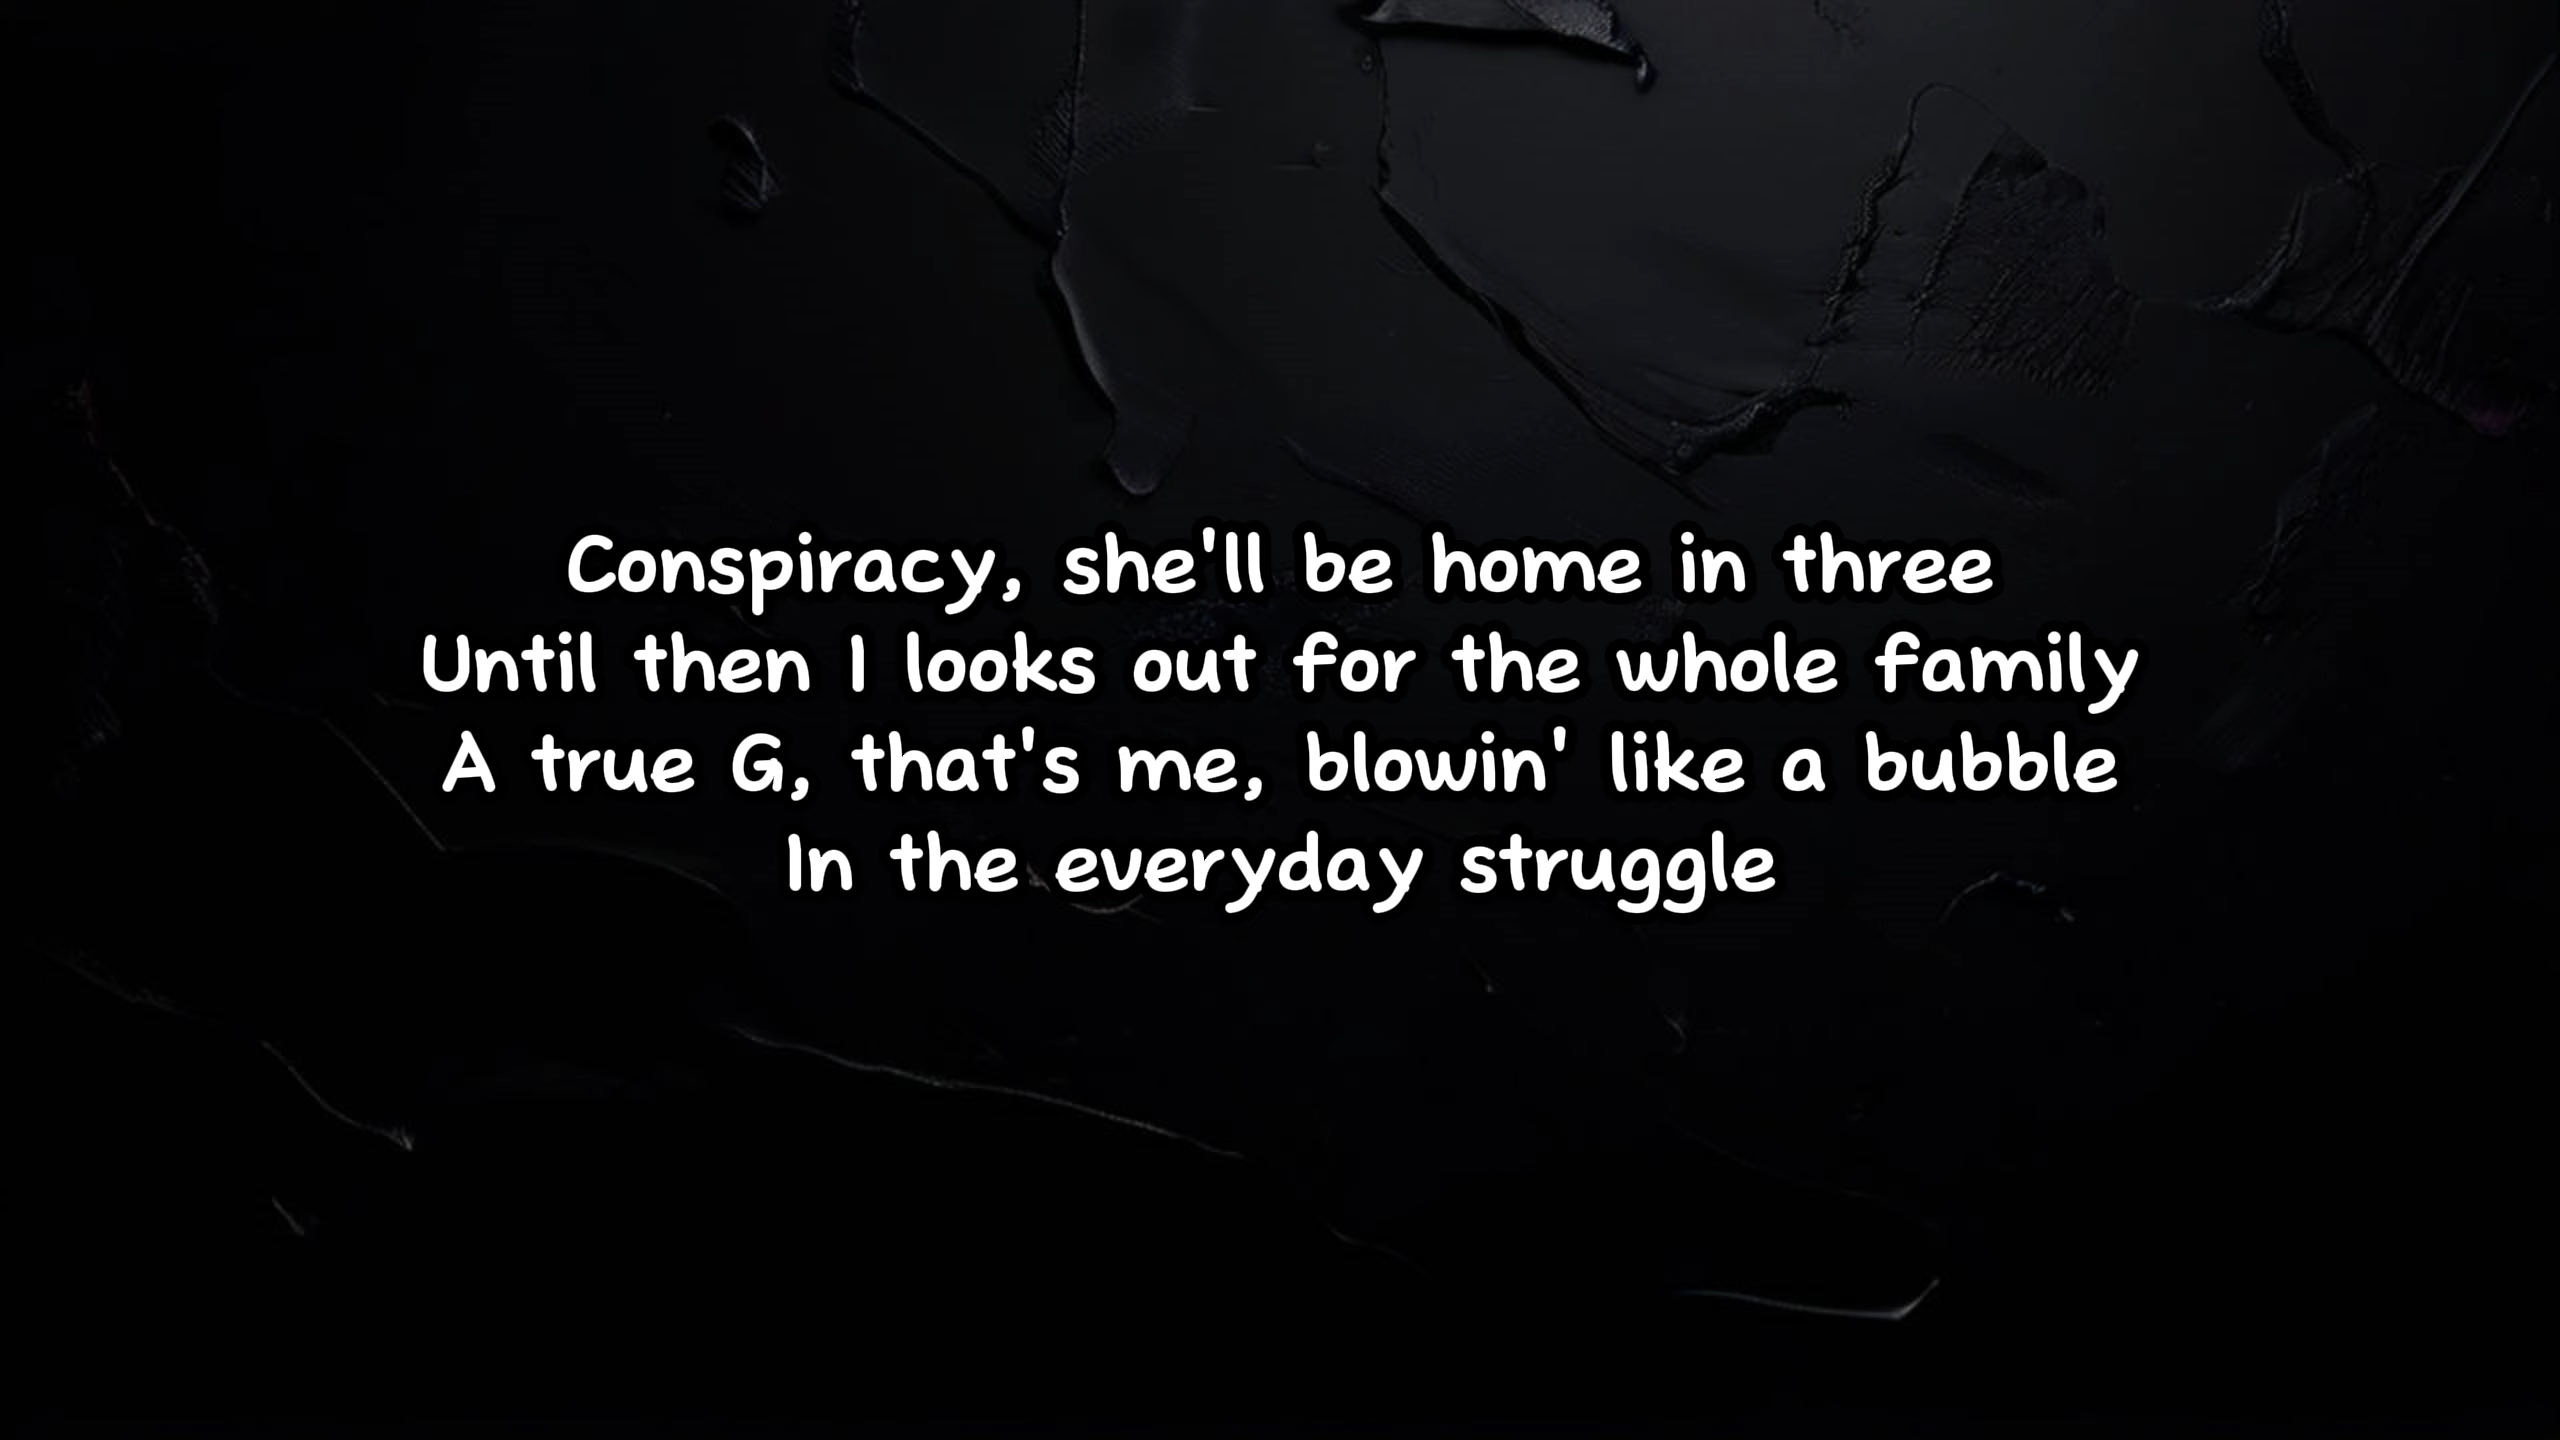 Conspiracy, she'll be home in three
Until then I looks out for the whole family
A true G, that's me, blowin' like a bubble
In the everyday struggle